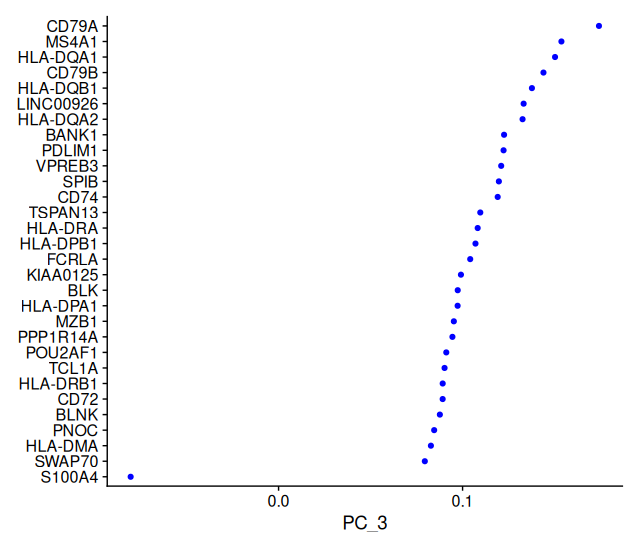 CD79A
MS4A1
HLA-DQA1
CD79B
HLA-DQB1
LINC00926
HLA-DQA2
BANK1
PDLIM1
VPREB3
SPIB
CD74
TSPAN13
HLA-DRA
HLA-DPB1
FCRLA
KIAA0125
BLK
HLA-DPA1
MZB1
PPP1R14A
POU2AF1
TCL1A
HLA-DRB1
CD72
BLNK
PNOC
HLA-DMA
SWAP70
S100A4
0.0 0.1
PC_3